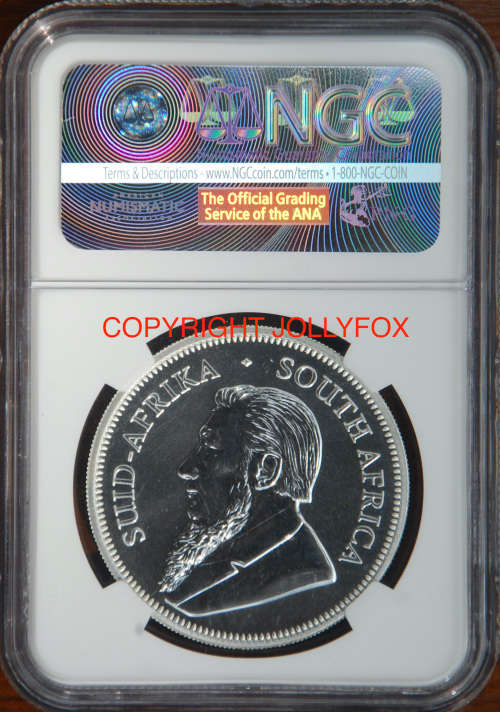 NGC
Terms & Descriptions - www.NGCcoin.com/terms • 1-800-NGC-COIN
NUMISMATIC
The Official Grading
Service of the ANA
COPYRIGHT JOLLYFOX
SUID-AFRIKA • SOUTH AFRICA